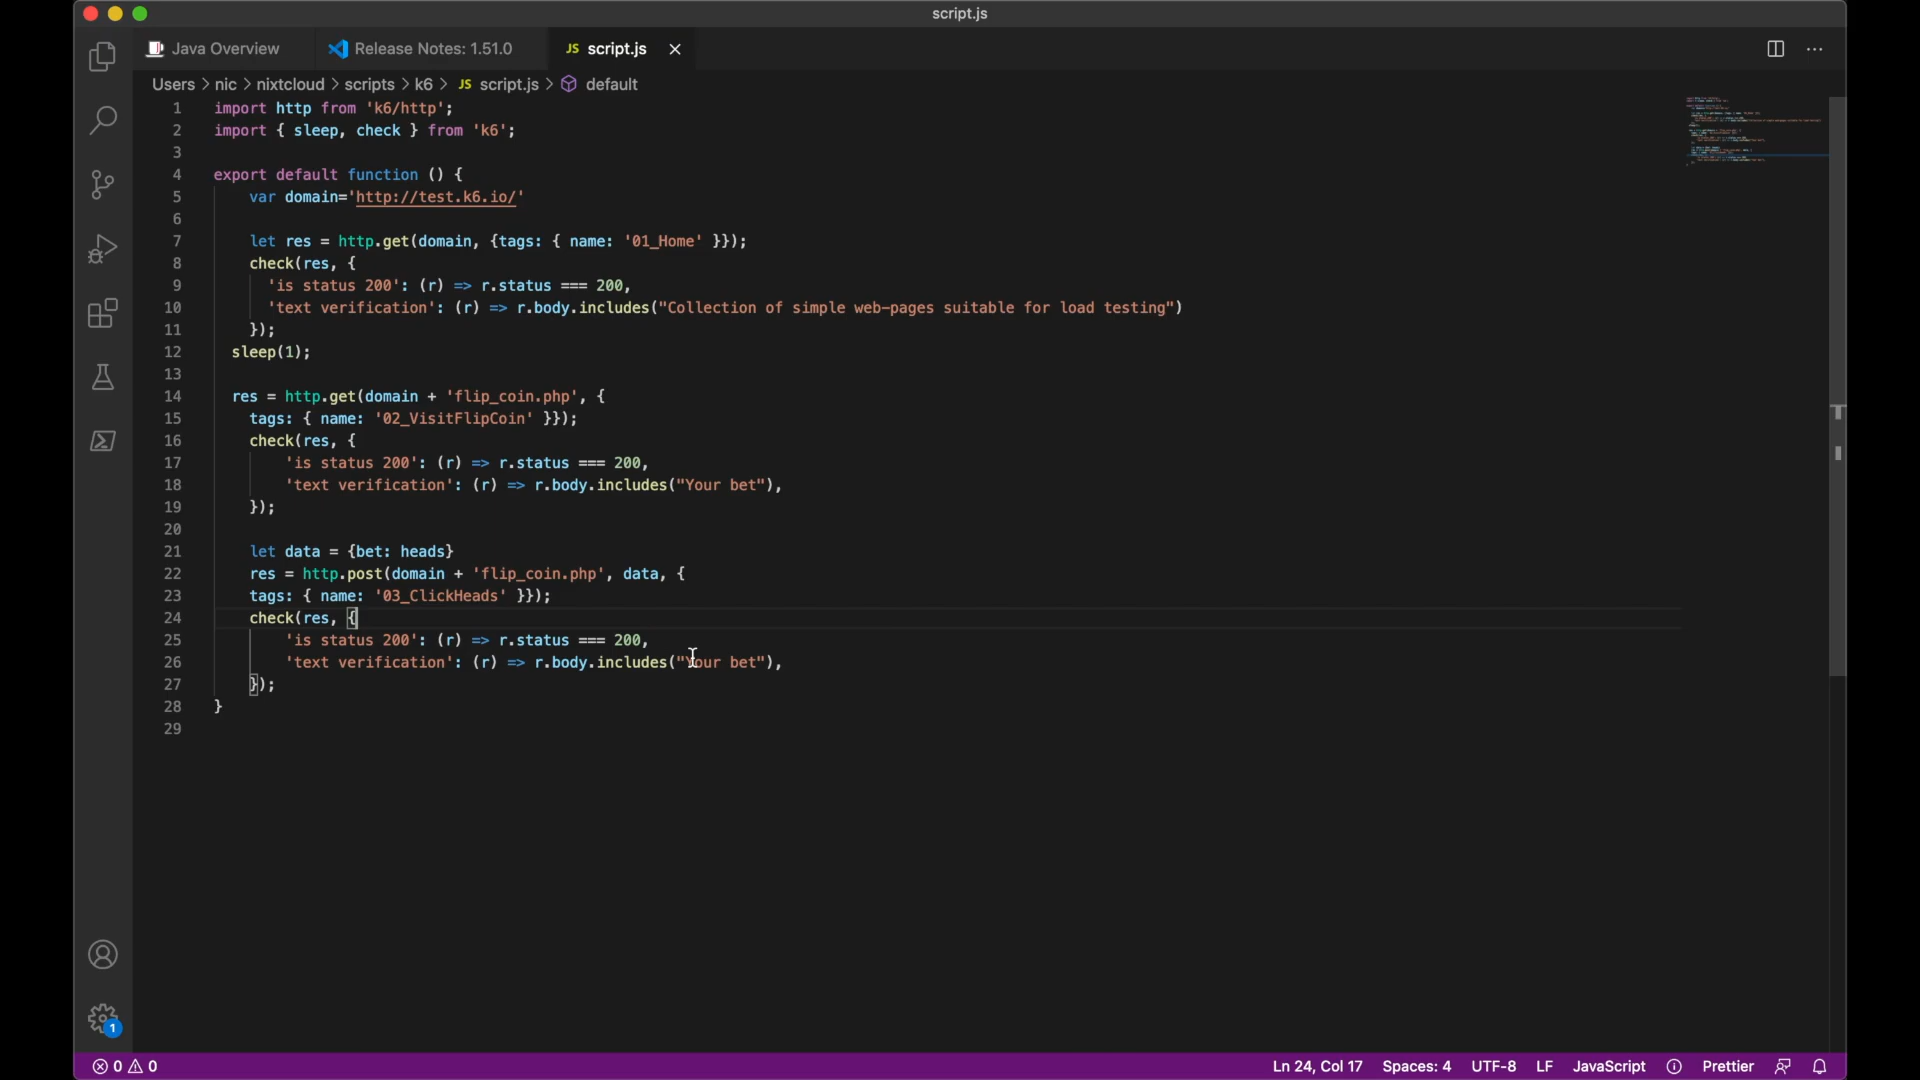 script.js
Java Overview
Release Notes: 1.51.0
JS script.js
Users > nic > nixtcloud > scripts > k6 > JS script.js > default
1 import http from 'k6/http';
2 import { sleep, check } from 'k6';
3
4 export default function () {
5 var domain='http://test.k6.io/'
6
7 let res = http.get(domain, {tags: { name: '01_Home' }});
8 check(res, {
9 'is status 200': (r) => r.status === 200,
10 'text verification': (r) => r.body.includes("Collection of simple web-pages suitable for load testing")
11 });
12 sleep(1);
13
14 res = http.get(domain + 'flip_coin.php', {
15 tags: { name: '02_VisitFlipCoin' }});
16 check(res, {
17 'is status 200': (r) => r.status === 200,
18 'text verification': (r) => r.body.includes("Your bet"),
19 });
20
21 let data = {bet: heads}
22 res = http.post(domain + 'flip_coin.php', data, {
23 tags: { name: '03_ClickHeads' }});
24 check(res, {
25 'is status 200': (r) => r.status === 200,
26 'text verification': (r) => r.body.includes("Your bet"),
27 });
28 }
29
1
0 0
Ln 24, Col 17 Spaces: 4 UTF-8 LF JavaScript Prettier